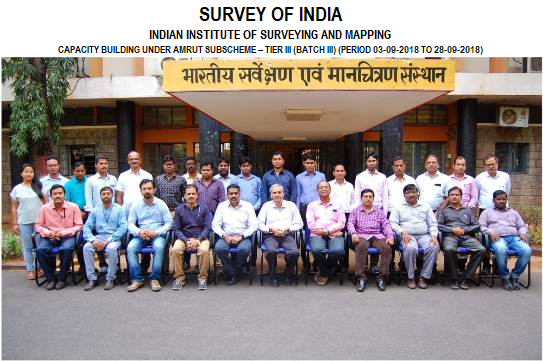 SURVEY OF INDIA
INDIAN INSTITUTE OF SURVEYING AND MAPPING
CAPACITY BUILDING UNDER AMRUT SUBSCHEME – TIER III (BATCH III) (PERIOD 03-09-2018 TO 28-09-2018)
भारतीय सर्वेक्षण एवं मानचित्रण संस्थान